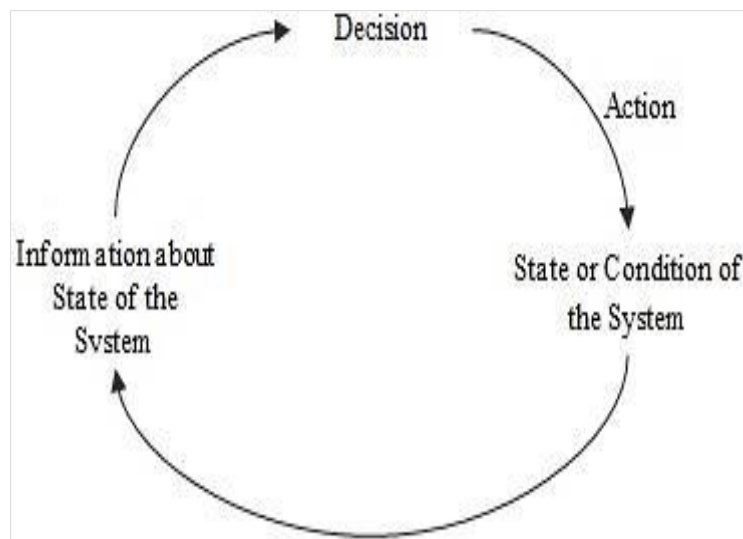 Decision
Action
Information about
State of the
System
State or Condition of
the System